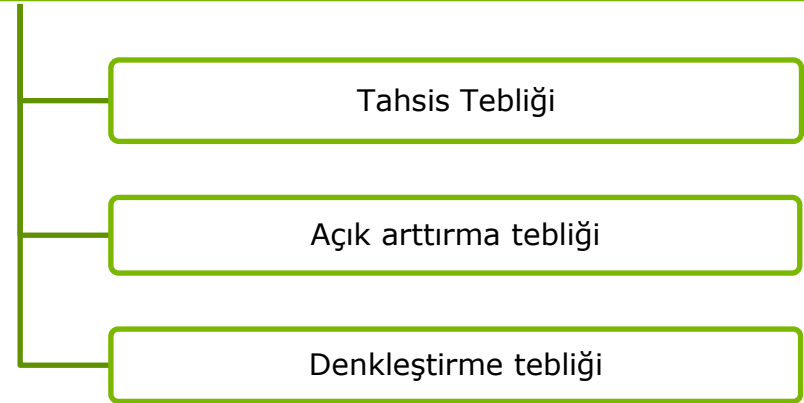 Tahsis Tebliği
Açık arttırma tebliği
Denkleştirme tebliği